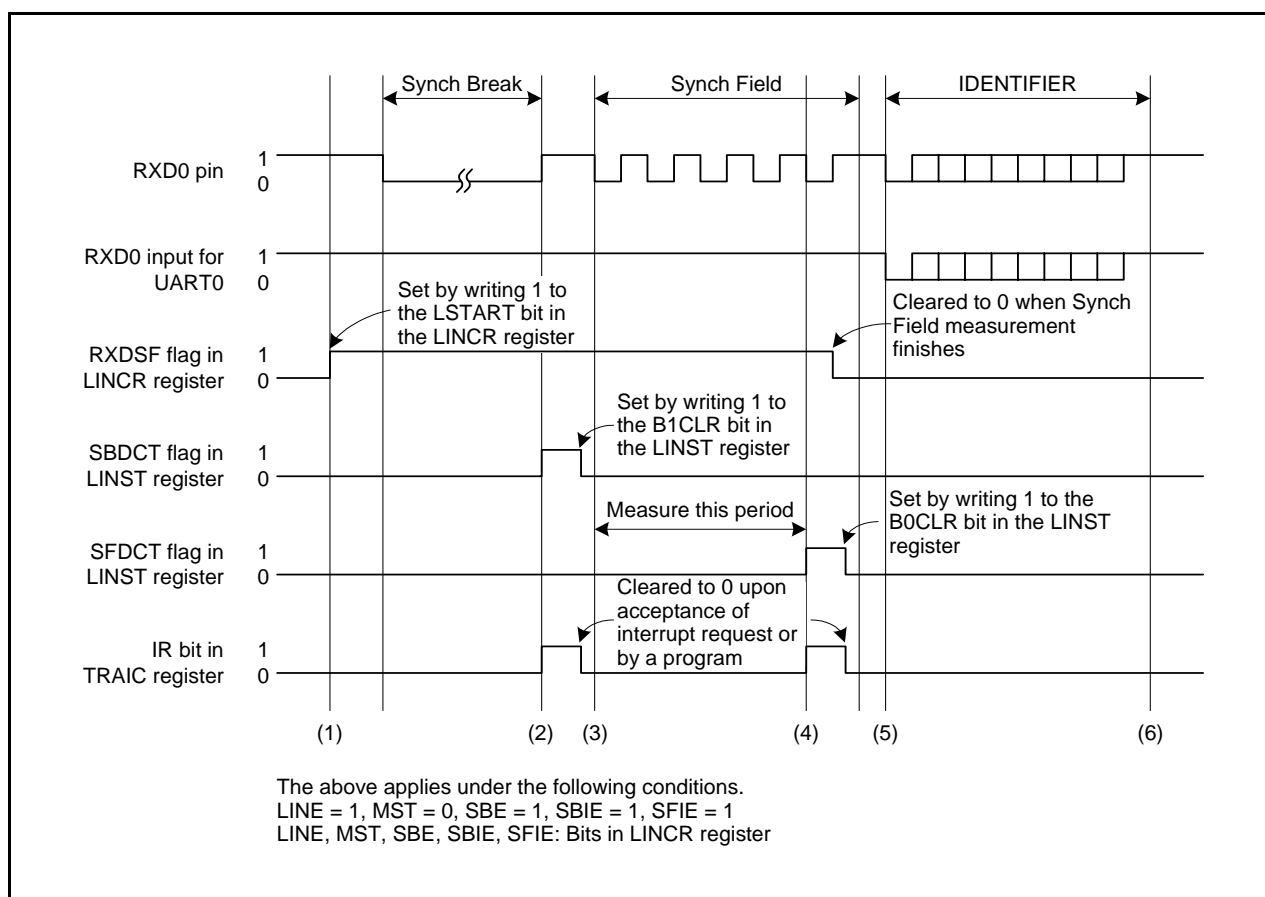 Synch Break
Synch Field
IDENTIFIER
RXD0 pin
1
0
RXD0 input for
UART0
1
0
Set by writing 1 to
the LSTART bit in
the LINCR register
Cleared to 0 when Synch
Field measurement
finishes
RXDSF flag in
LINCR register
1
0
Set by writing 1 to
the B1CLR bit in
the LINST register
SBDCT flag in
LINST register
1
0
Measure this period
Set by writing 1 to the
B0CLR bit in the LINST
register
SFDCT flag in
LINST register
1
0
Cleared to 0 upon
acceptance of
interrupt request or
by a program
IR bit in
TRAIC register
1
0
(1)
(2)
(3)
(4)
(5)
(6)
The above applies under the following conditions.
LINE = 1, MST = 0, SBE = 1, SBIE = 1, SFIE = 1
LINE, MST, SBE, SBIE, SFIE: Bits in LINCR register